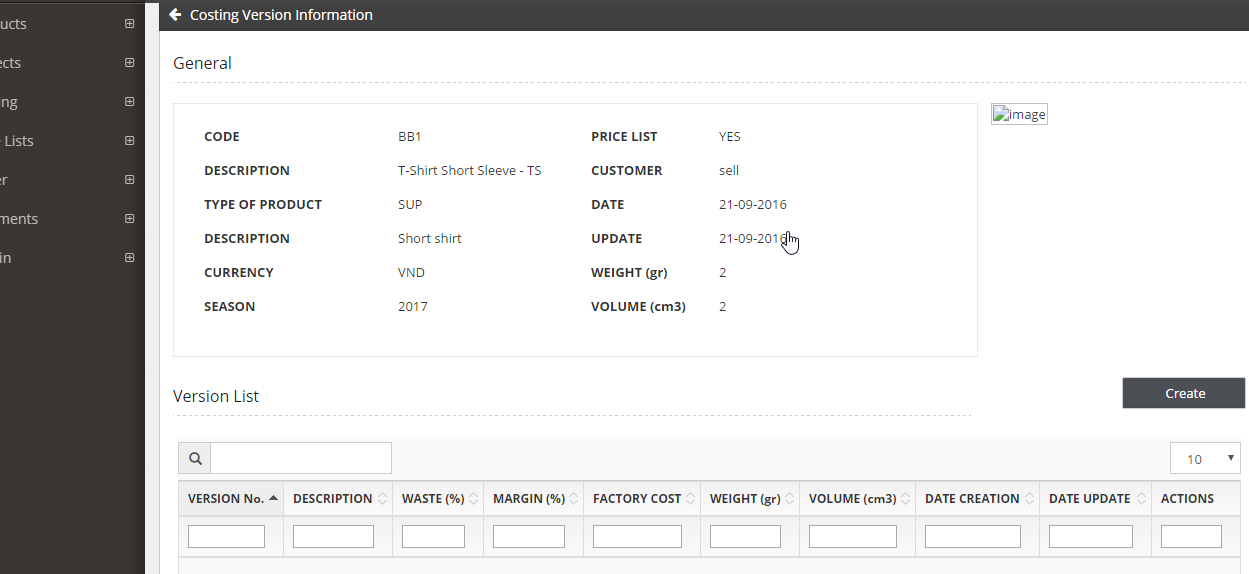 Costing Version Information
ucts
ects
ing
Lists
er
ments
in
General
CODE BB1 PRICE LIST YES
DESCRIPTION T-Shirt Short Sleeve - TS CUSTOMER sell
TYPE OF PRODUCT SUP DATE 21-09-2016
DESCRIPTION Short shirt UPDATE 21-09-2016
CURRENCY VND WEIGHT (gr) 2
SEASON 2017 VOLUME (cm3) 2
image
Version List
Create
10
VERSION No. DESCRIPTION WASTE (%) MARGIN (%) FACTORY COST WEIGHT (gr) VOLUME (cm3) DATE CREATION DATE UPDATE ACTIONS